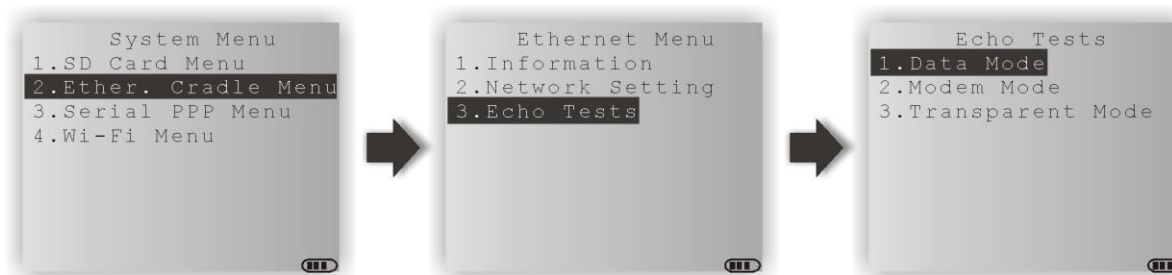 System Menu
1.SD Card Menu
2.Ether. Cradle Menu
3.Serial PPP Menu
4.Wi-Fi Menu
Ethernet Menu
1.Information
2.Network Setting
3.Echo Tests
Echo Tests
1.Data Mode
2.Modem Mode
3.Transparent Mode